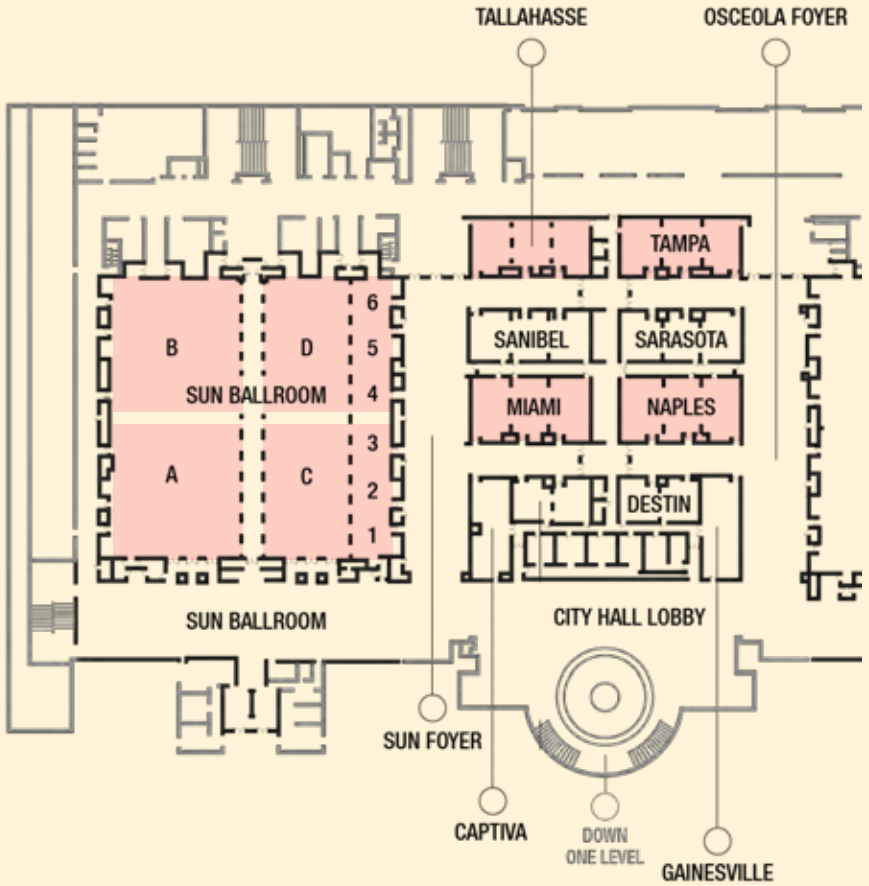 TALLAHASSE
OSCEOLA FOYER
TAMPA
6
B
D
5
SANIBEL
SARASOTA
SUN BALLROOM
4
MIAMI
NAPLES
3
A
C
2
DESTIN
1
SUN BALLROOM
CITY HALL LOBBY
SUN FOYER
CAPTIVA
DOWN
ONE LEVEL
GAINESVILLE